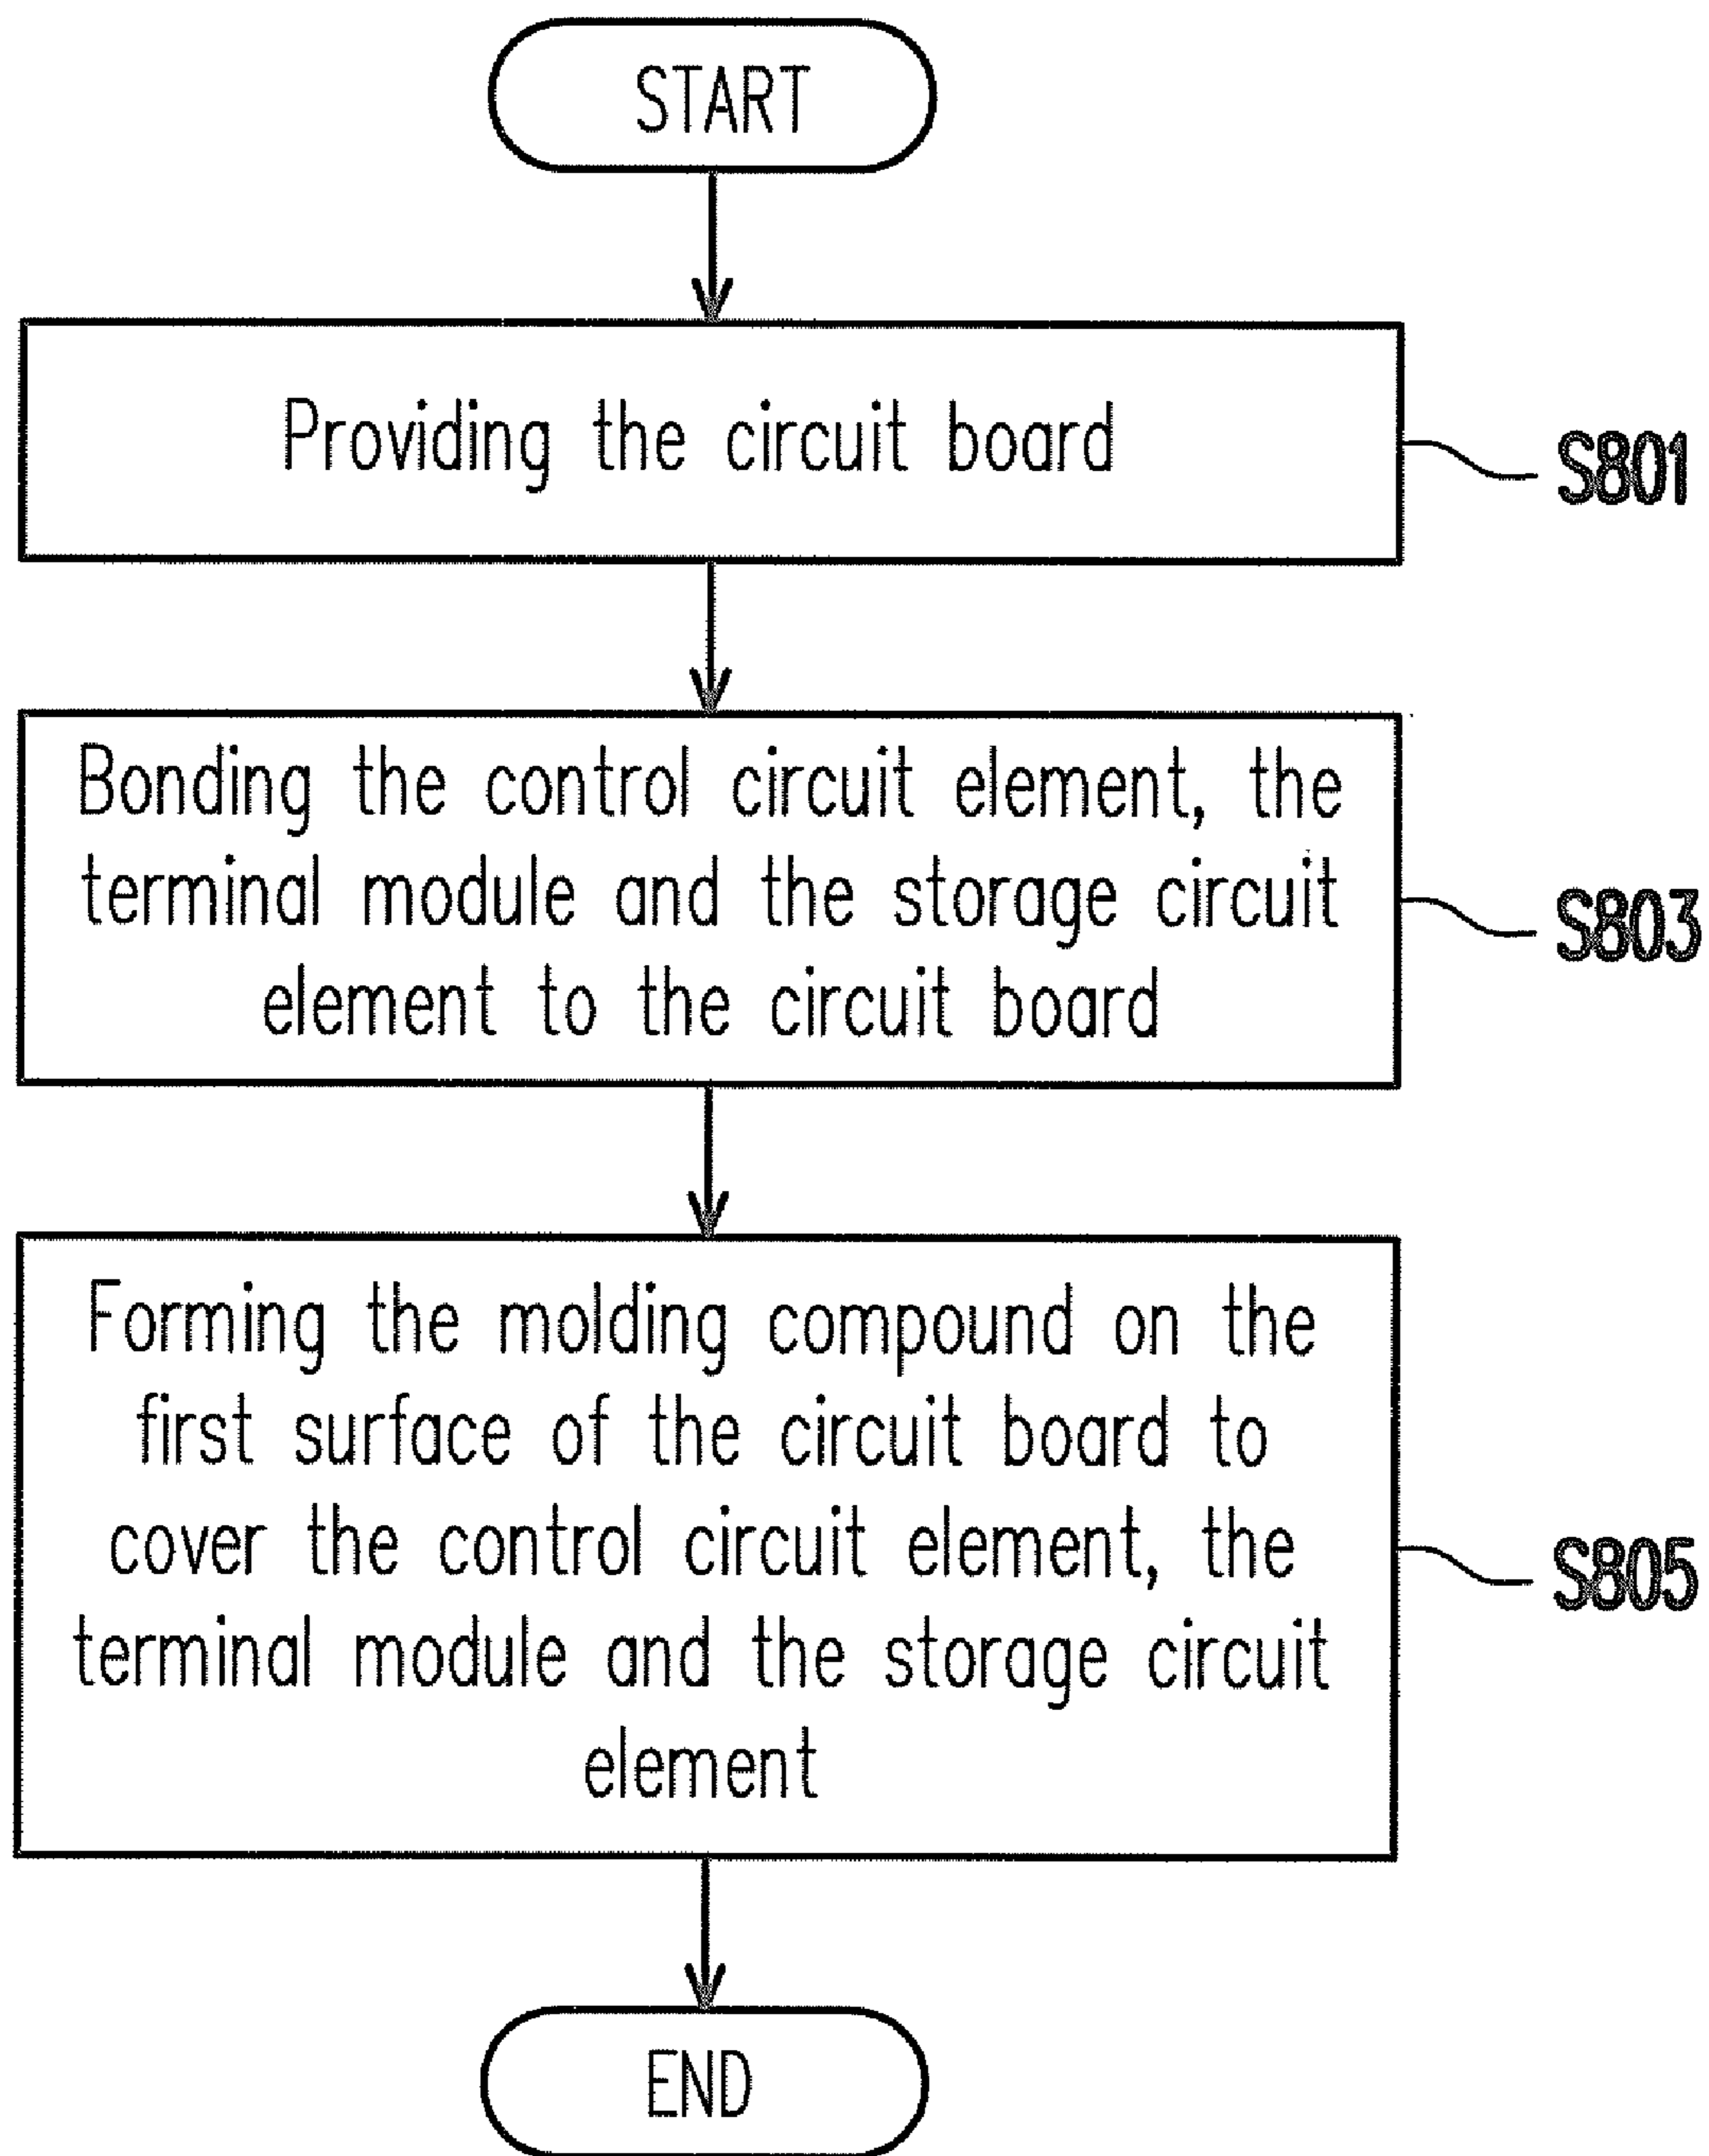 START
Providing the circuit board
S801
Bonding the control circuit element, the
terminal module and the storage circuit
element to the circuit board
S803
Forming the molding compound on the
first surface of the circuit board to
cover the control circuit element, the
terminal module and the storage circuit
element
S805
END